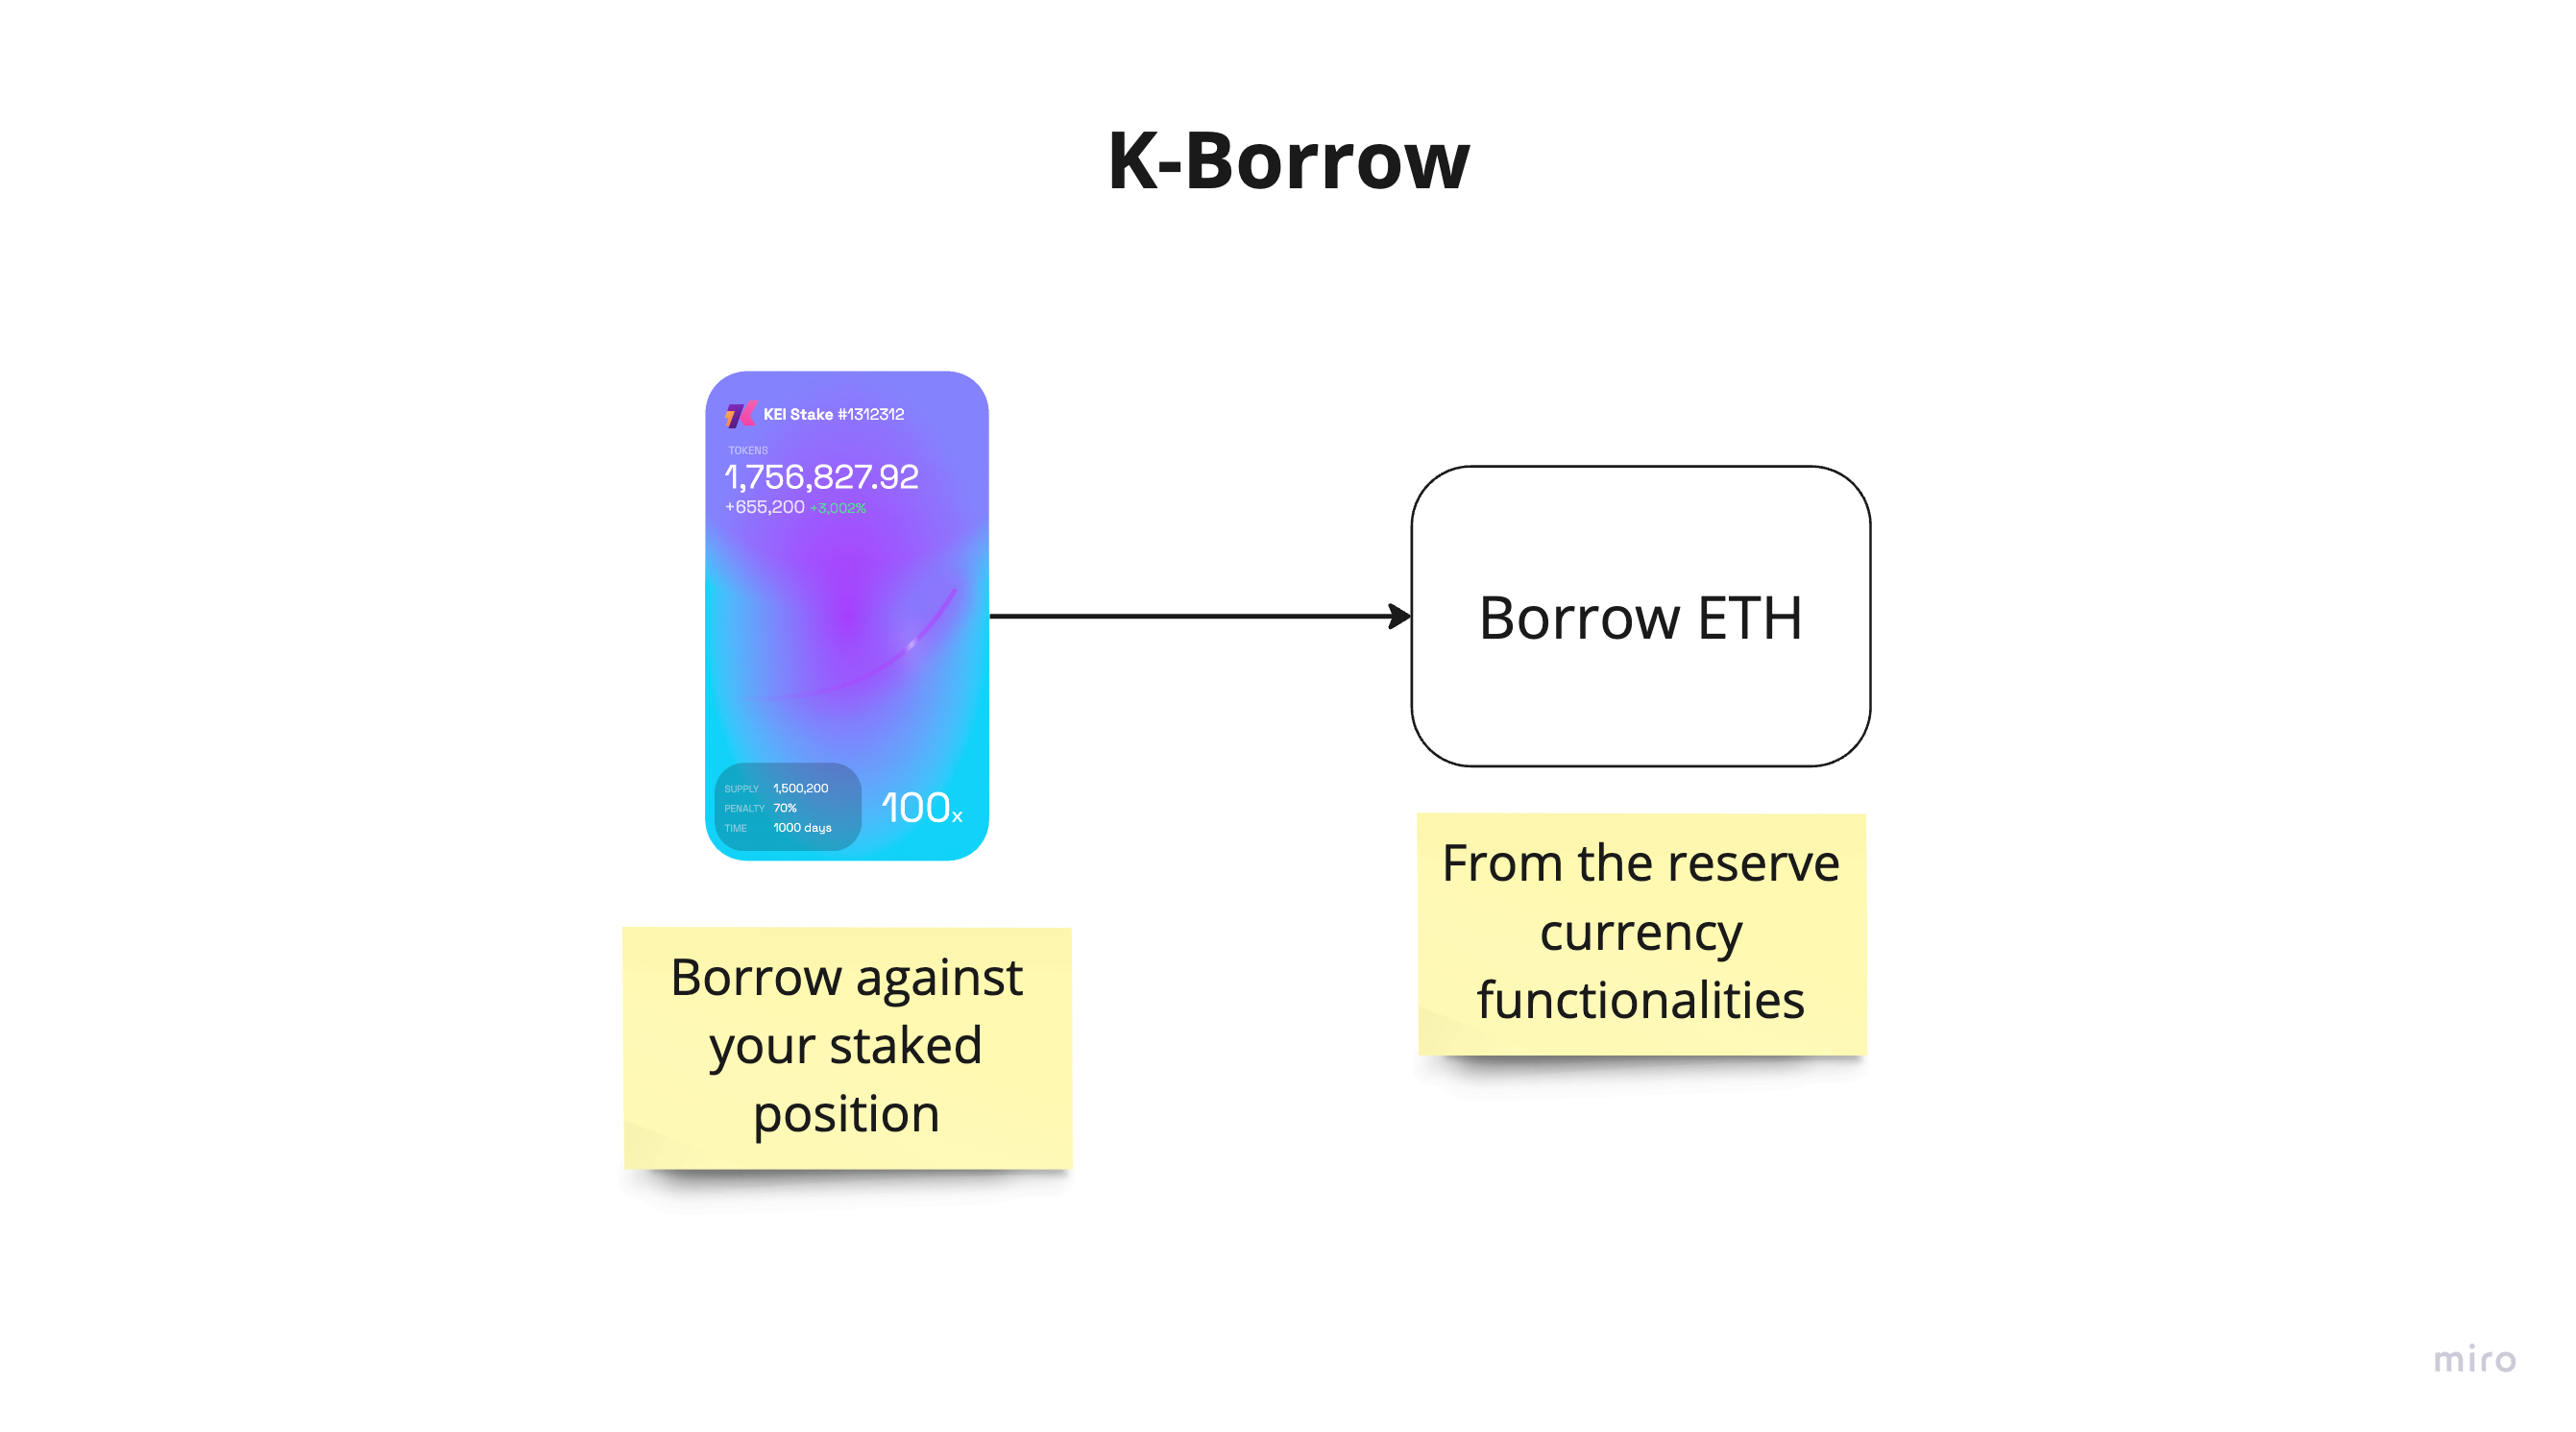 K-Borrow
KEI Stake #1312312
TOKENS
1,756,827.92
+655,200 +3,002%
SUPPLY 1,500,200
PENALTY 70%
TIME 1000 days
100x
Borrow against
your staked
position
Borrow ETH
From the reserve
currency
functionalities
miro